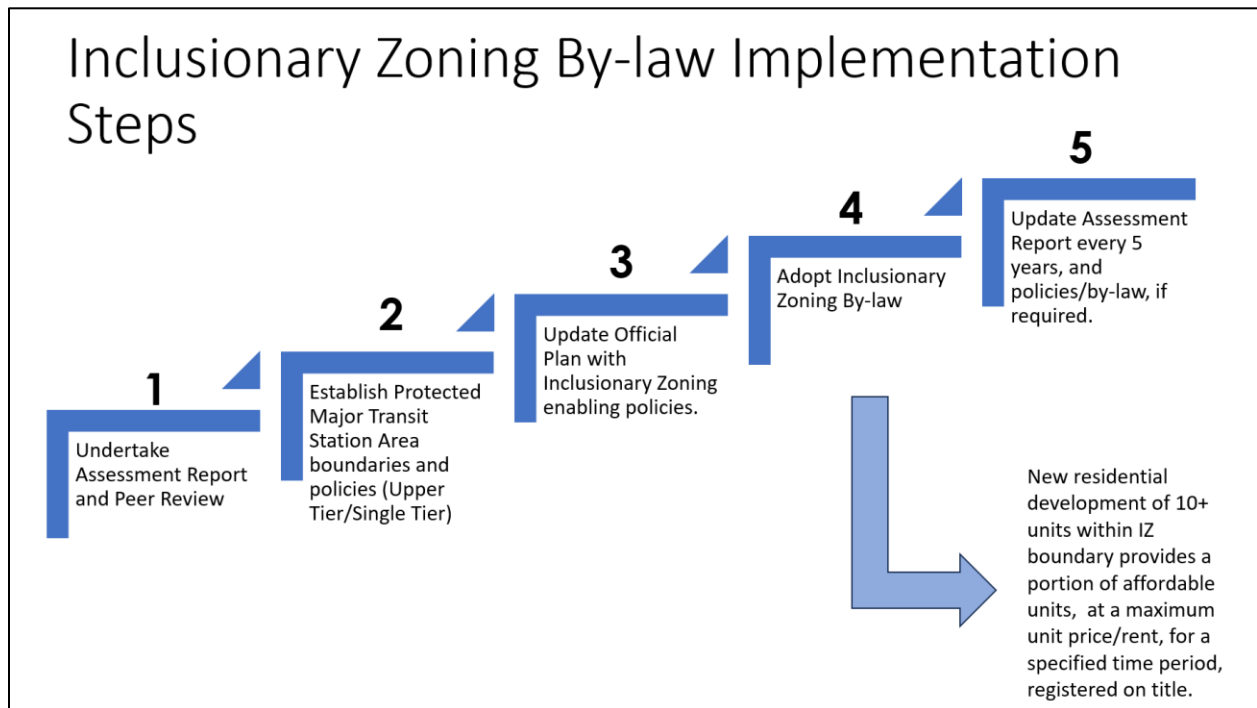 Inclusionary Zoning By-law Implementation
Steps
1
Undertake
Assessment Report
and Peer Review
2
Establish Protected
Major Transit
Station Area
boundaries and
policies (Upper
Tier/Single Tier)
3
Update Official
Plan with
Inclusionary Zoning
enabling policies.
4
Adopt Inclusionary
Zoning By-law
5
Update Assessment
Report every 5
years, and
policies/by-law, if
required.
New residential
development of 10+
units within IZ
boundary provides a
portion of affordable
units, at a maximum
unit price/rent, for a
specified time period,
registered on title.